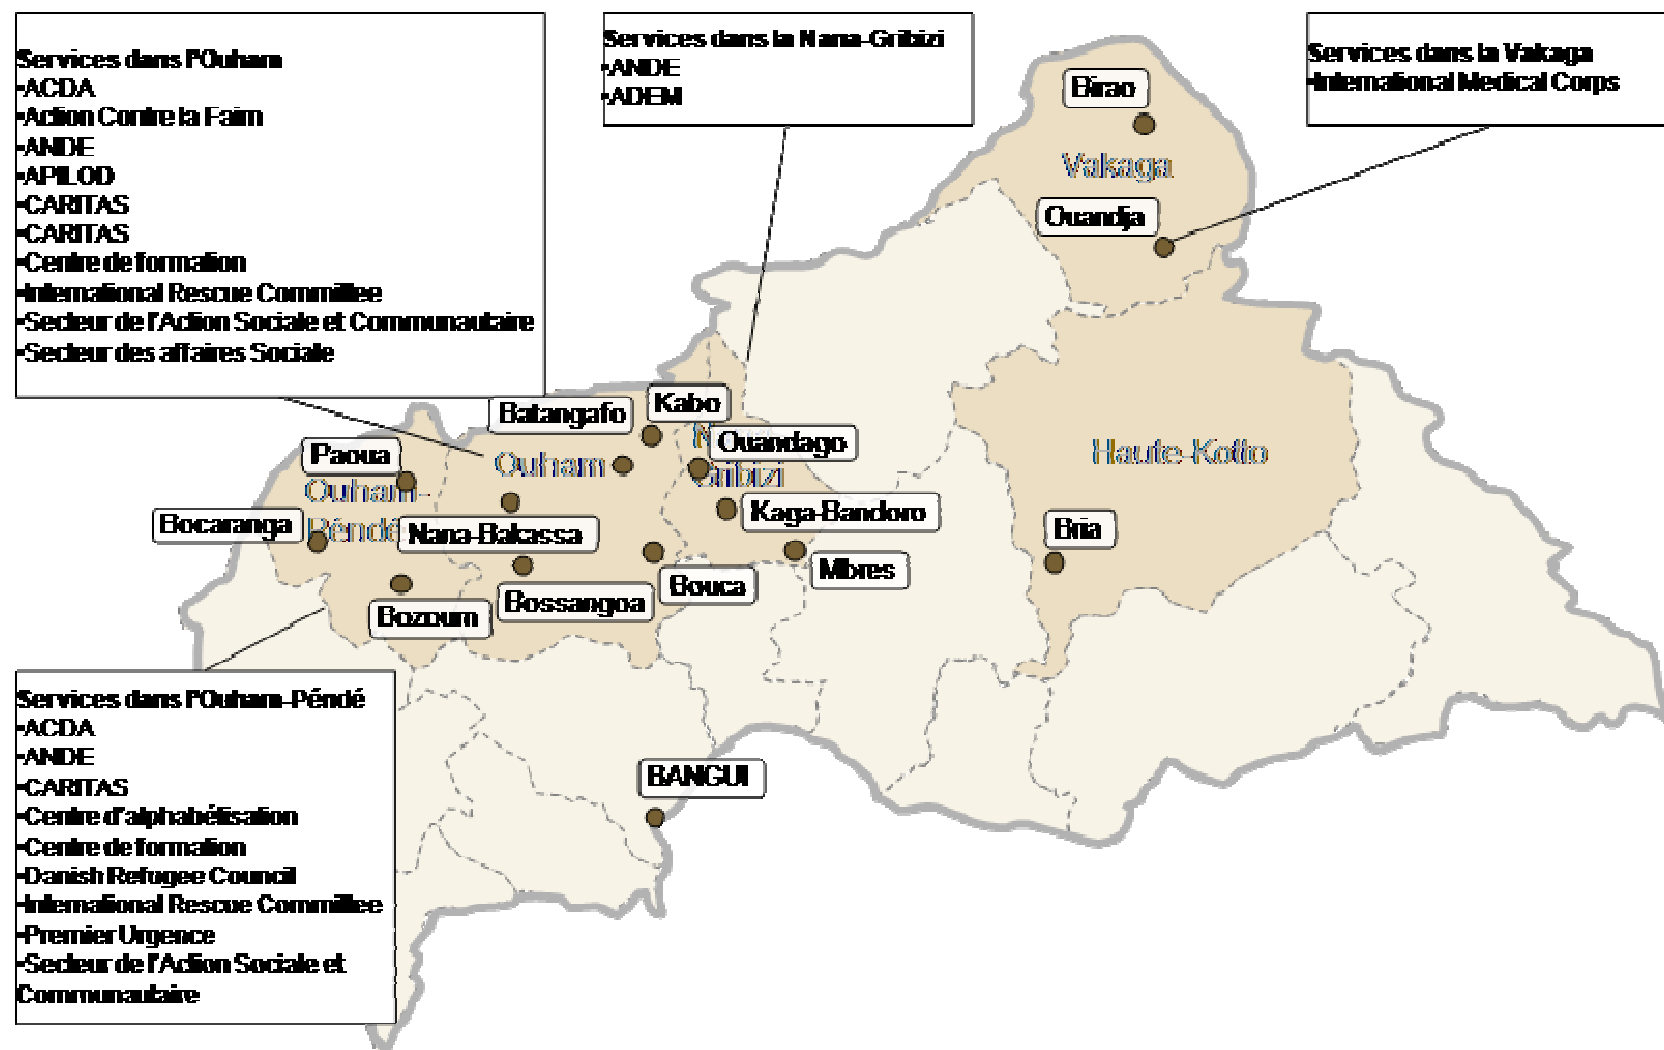 Services dans l'Ouham
•ACDA
•Action Contre la Faim
•ANDE
•APILOD
•CARITAS
•CARITAS
•Centre de formation
•International Rescue Committee
•Secteur de l'Action Sociale et Communautaire
•Secteur des affaires Sociale
Services dans la Nana-Gribizi
•ANDE
•ADEM
Services dans la Vakaga
•International Medical Corps
Birao
Vakaga
Ouandja
Batangafo
Kabo
Ouandago
Paoua
Ouham
Gribizi
Haute-Kotto
Ouham-
Péndé
Bocaranga
Nana-Bakassa
Kaga-Bandoro
Bria
Mbres
Bouca
Bossangoa
Bozoum
BANGUI
Services dans l'Ouham-Péndé
•ACDA
•ANDE
•CARITAS
•Centre d'alphabétisation
•Centre de formation
•Danish Refugee Council
•International Rescue Committee
•Premier Urgence
•Secteur de l'Action Sociale et
Communautaire